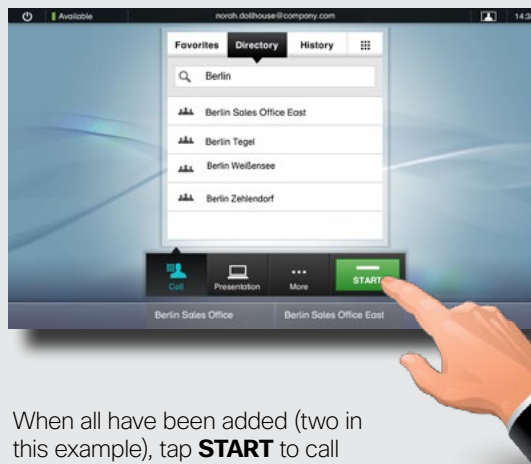 Available
norah.dollhouse@company.com
14:3
Favorites Directory History
Berlin
Berlin Sales Office East
Berlin Tegel
Berlin Weißensee
Berlin Zehlendorf
Call Presentation More START
Berlin Sales Office Berlin Sales Office East
When all have been added (two in
this example), tap START to call